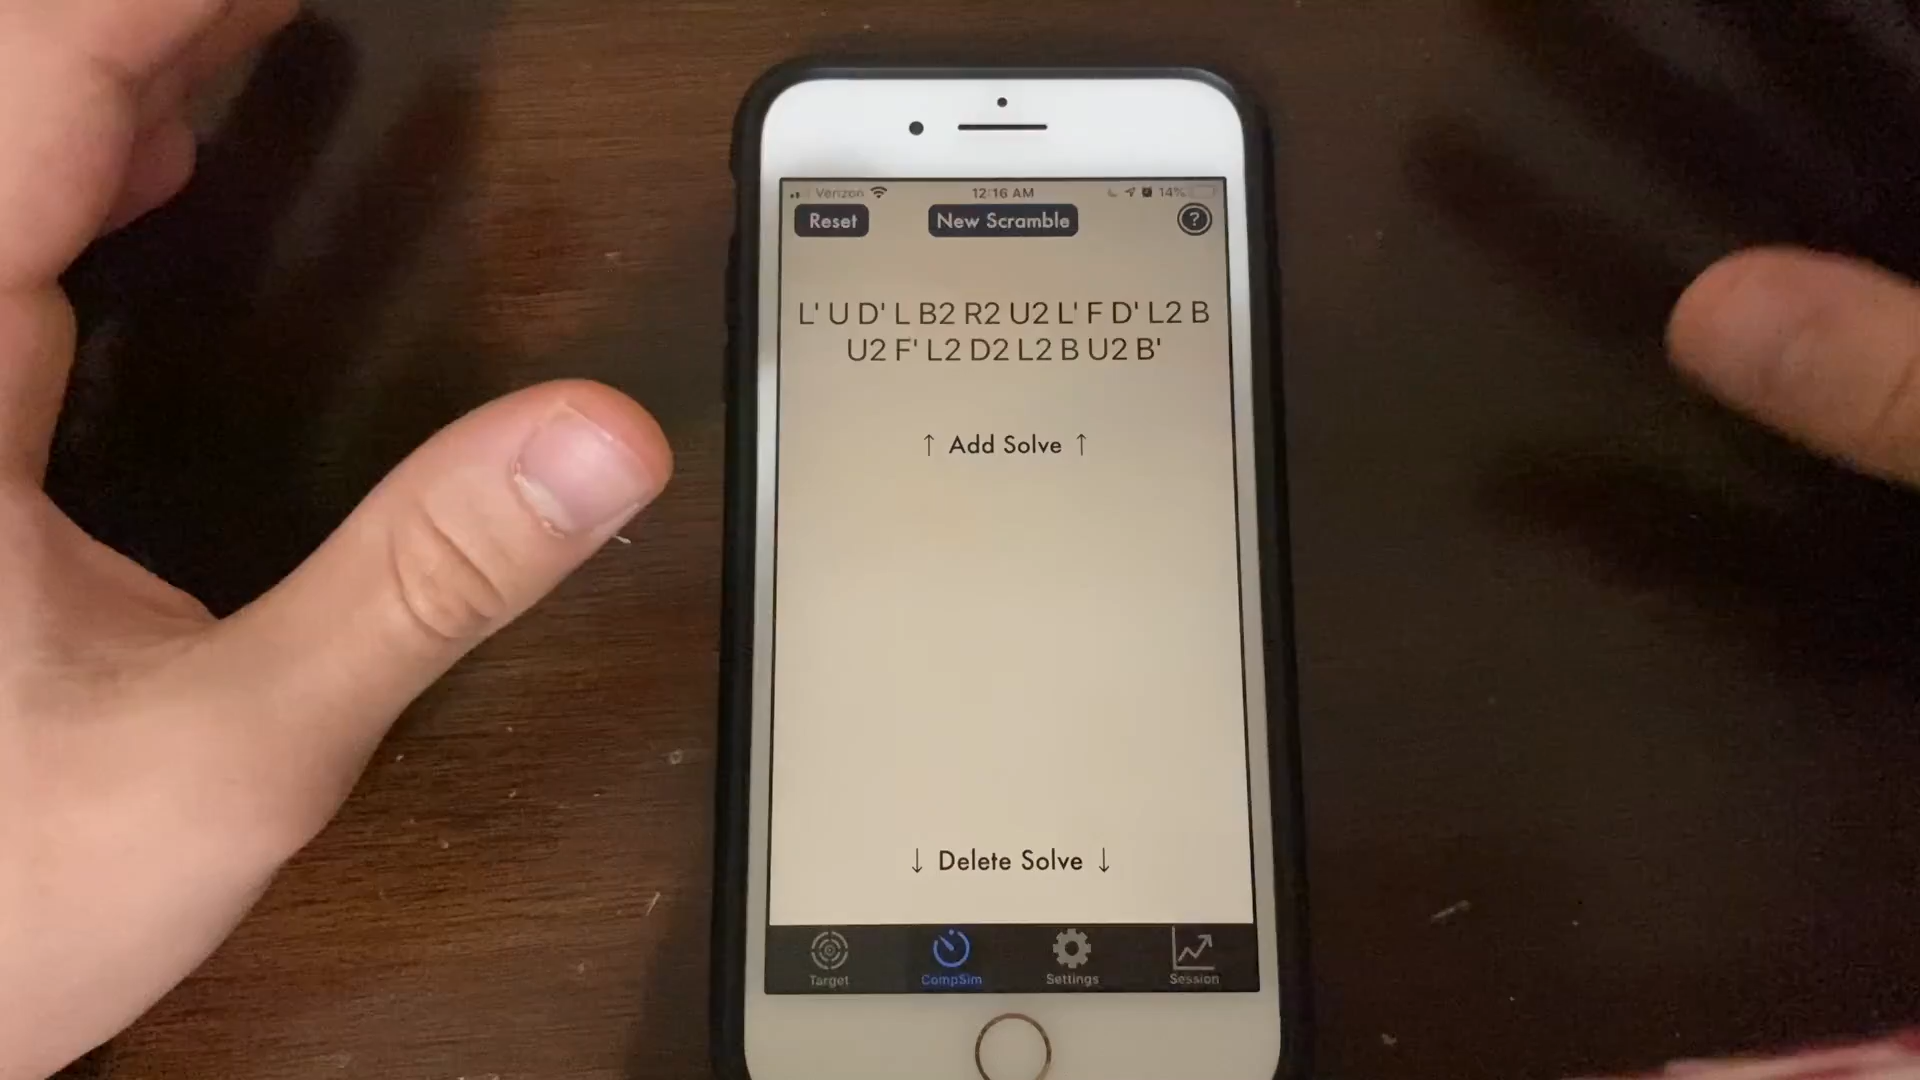 Verizon 12:16 AM 14%
Reset New Scramble ?
L' U D' L B2 R2 U2 L' F D' L2 B
U2 F' L2 D2 L2 B U2 B'
↑ Add Solve ↑
↓ Delete Solve ↓
Target CompSim Settings Session